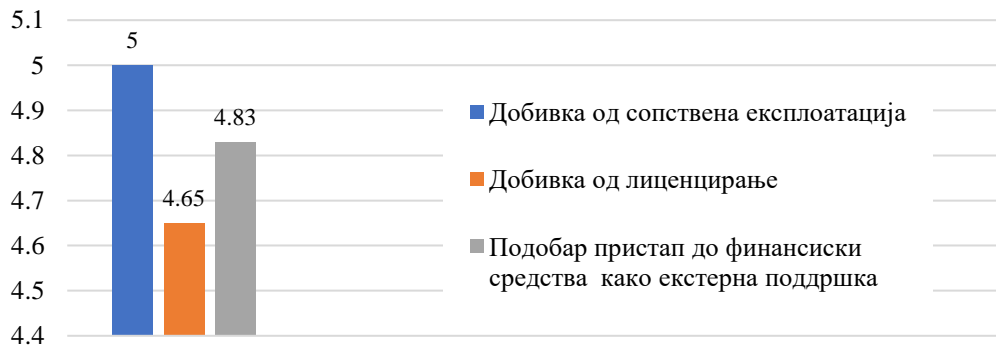 5.1
5
4.9
4.8
4.7
4.6
4.5
4.4
5
4.65
4.83
Добивка од сопствена експлоатација
Добивка од лиценцирање
Подобар пристап до финансиски
средства како екстерна поддршка